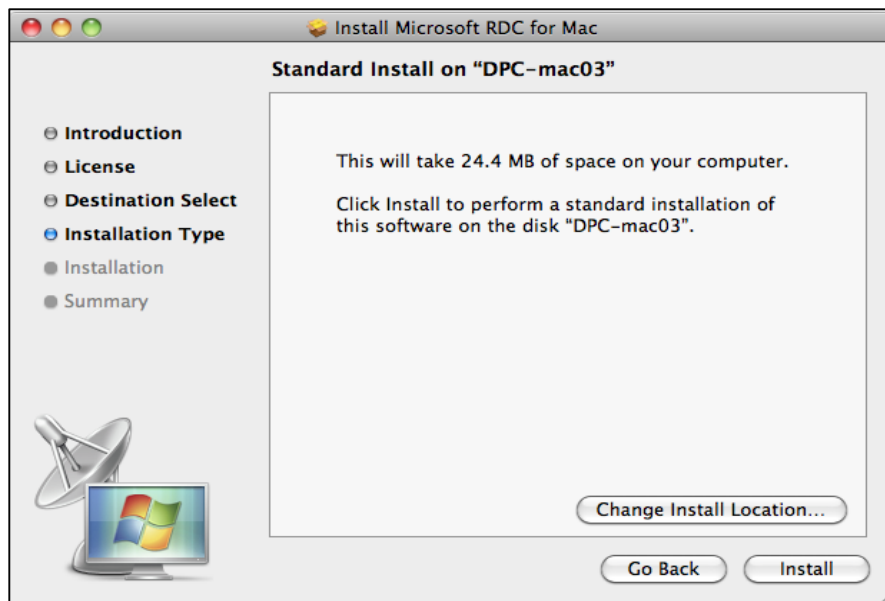 Install Microsoft RDC for Mac
Standard Install on “DPC-mac03”
Introduction
License
Destination Select
Installation Type
Installation
Summary
This will take 24.4 MB of space on your computer.
Click Install to perform a standard installation of
this software on the disk “DPC-mac03”.
Change Install Location...
Go Back
Install